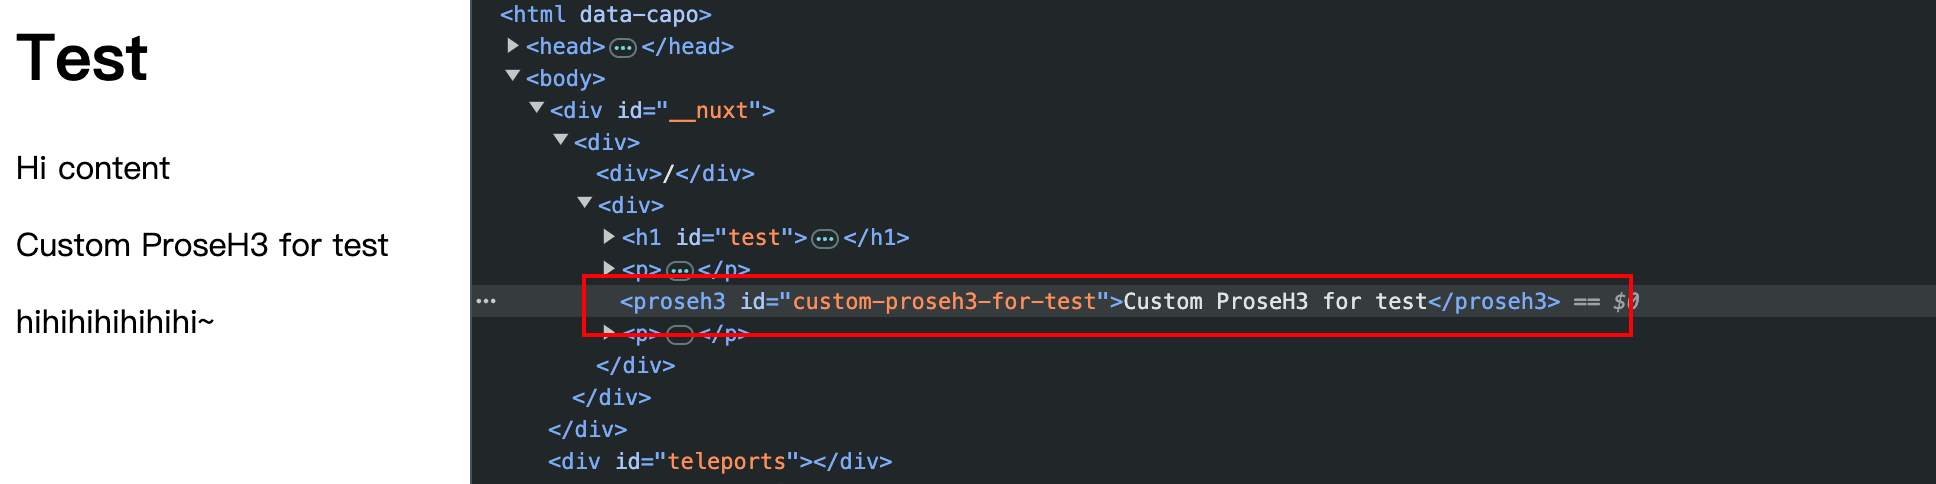 Test
Hi content
Custom ProseH3 for test
hihihihihihihi~
<html data-capo>
<head>…</head>
<body>
<div id="__nuxt">
<div>
<div>/</div>
<div>
<h1 id="test">…</h1>
<p>…</p>
… <proseh3 id="custom-proseh3-for-test">Custom ProseH3 for test</proseh3> == $0
<p>…</p>
</div>
</div>
</div>
<div id="teleports"></div>